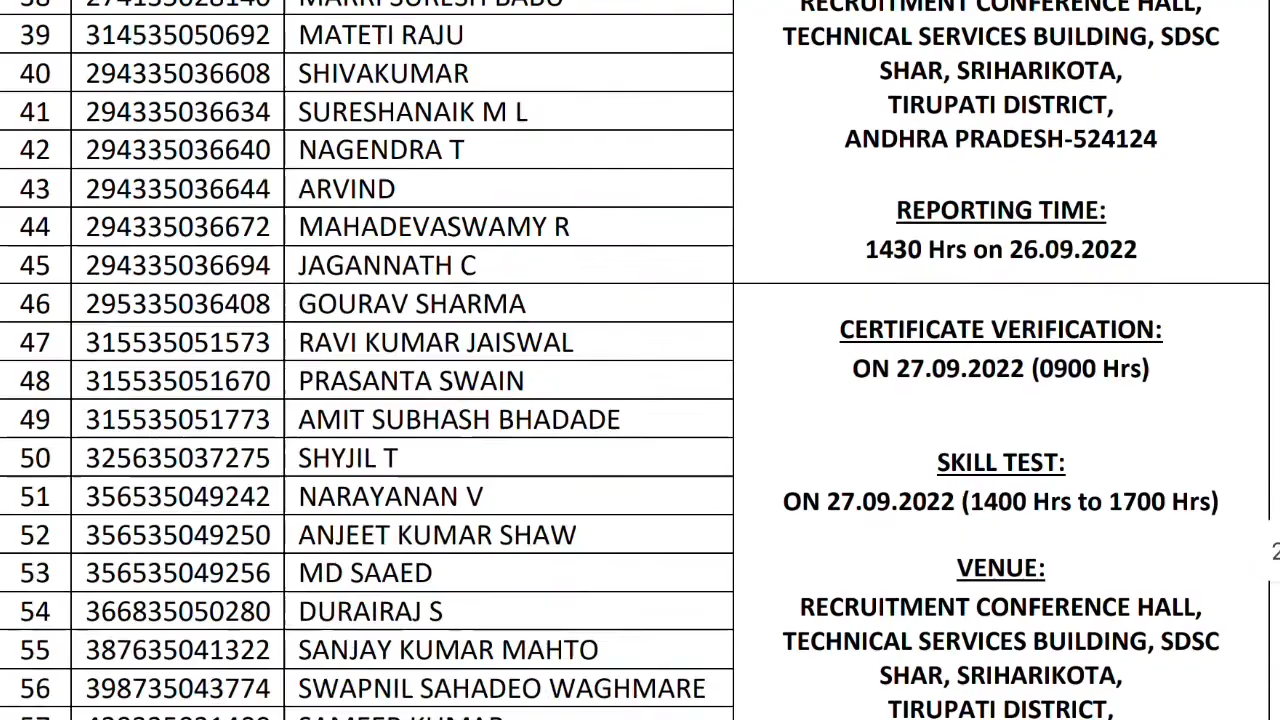 39 314535050692 MATETI RAJU
40 294335036608 SHIVAKUMAR
41 294335036634 SURESHANAIK M L
42 294335036640 NAGENDRA T
43 294335036644 ARVIND
44 294335036672 MAHADEVASWAMY R
45 294335036694 JAGANNATH C
46 295335036408 GOURAV SHARMA
47 315535051573 RAVI KUMAR JAISWAL
48 315535051670 PRASANTA SWAIN
49 315535051773 AMIT SUBHASH BHADADE
50 325635037275 SHYJIL T
51 356535049242 NARAYANAN V
52 356535049250 ANJEET KUMAR SHAW
53 356535049256 MD SAAED
54 366835050280 DURAIRAJ S
55 387635041322 SANJAY KUMAR MAHTO
56 398735043774 SWAPNIL SAHADEO WAGHMARE
RECRUITMENT CONFERENCE HALL,
TECHNICAL SERVICES BUILDING, SDSC
SHAR, SRIHARIKOTA,
TIRUPATI DISTRICT,
ANDHRA PRADESH-524124
REPORTING TIME:
1430 Hrs on 26.09.2022
CERTIFICATE VERIFICATION:
ON 27.09.2022 (0900 Hrs)
SKILL TEST:
ON 27.09.2022 (1400 Hrs to 1700 Hrs)
VENUE:
RECRUITMENT CONFERENCE HALL,
TECHNICAL SERVICES BUILDING, SDSC
SHAR, SRIHARIKOTA,
TIRUPATI DISTRICT,
2